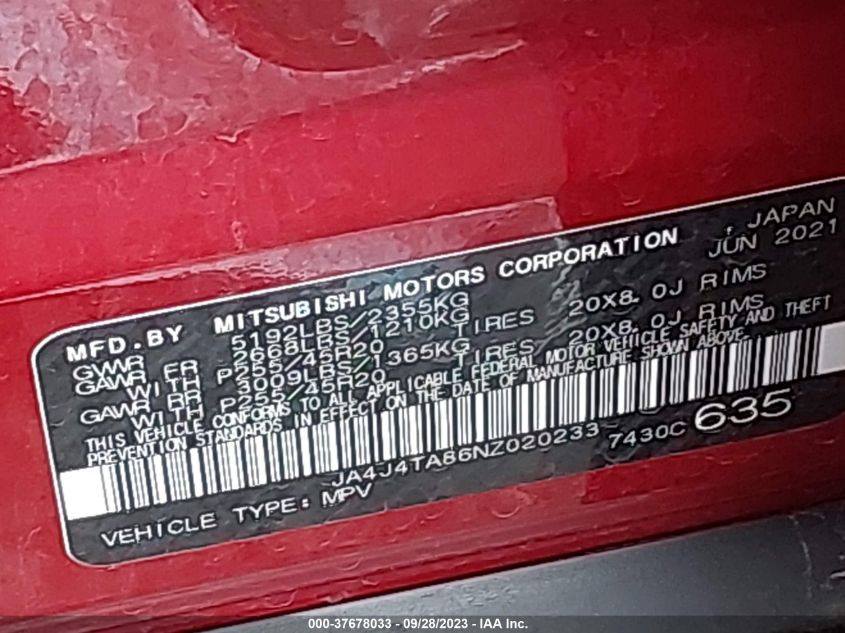 MFD. BY MITSUBISHI MOTORS CORPORATION , JAPAN
GVWR 5192LBS/2355KG JUN 2021
GAWR FR 2668LBS/1210KG
WITH P255/45R20 TIRES 20X8.0J RIMS
GAWR RR 3009LBS/1365KG
WITH P255/45R20 TIRES 20X8.0J RIMS
THIS VEHICLE CONFORMS TO ALL APPLICABLE FEDERAL MOTOR VEHICLE SAFETY AND THEFT
PREVENTION STANDARDS IN EFFECT ON THE DATE OF MANUFACTURE SHOWN ABOVE.
JA4J4TA86NZ020233 7430C 635
VEHICLE TYPE: MPV
000-37678033 / 09/28/2023 - IAA Inc.